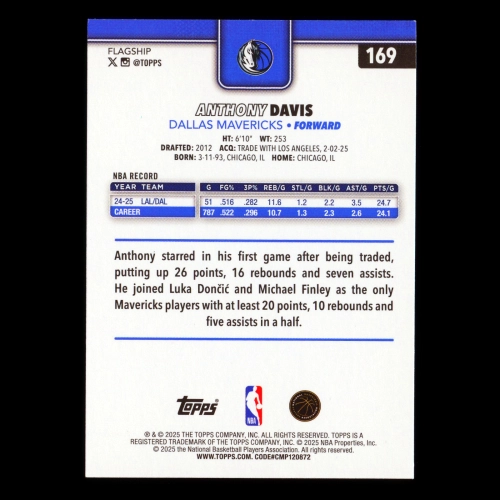 FLAGSHIP
X @TOPPS
169
ANTHONY DAVIS
DALLAS MAVERICKS • FORWARD
HT: 6'10" WT: 253
DRAFTED: 2012 ACQ: TRADE WITH LOS ANGELES, 2-02-25
BORN: 3-11-93, CHICAGO, IL HOME: CHICAGO, IL
NBA RECORD
YEAR TEAM G FG% 3P% REB/G STL/G BLK/G AST/G PTS/G
24-25 LAL/DAL 51 .516 .282 11.6 1.2 2.2 3.5 24.7
CAREER 787 .522 .296 10.7 1.3 2.3 2.6 24.1
Anthony starred in his first game after being traded,
putting up 26 points, 16 rebounds and seven assists.
He joined Luka Dončić and Michael Finley as the only
Mavericks players with at least 20 points, 10 rebounds and
five assists in a half.
Topps
NBA
® & © 2025 THE TOPPS COMPANY, INC. ALL RIGHTS RESERVED. TOPPS IS A
REGISTERED TRADEMARK OF THE TOPPS COMPANY, INC. © 2025 NBA Properties, Inc.
© 2025 the National Basketball Players Association. All rights reserved.
WWW.TOPPS.COM. CODE#CMP120872